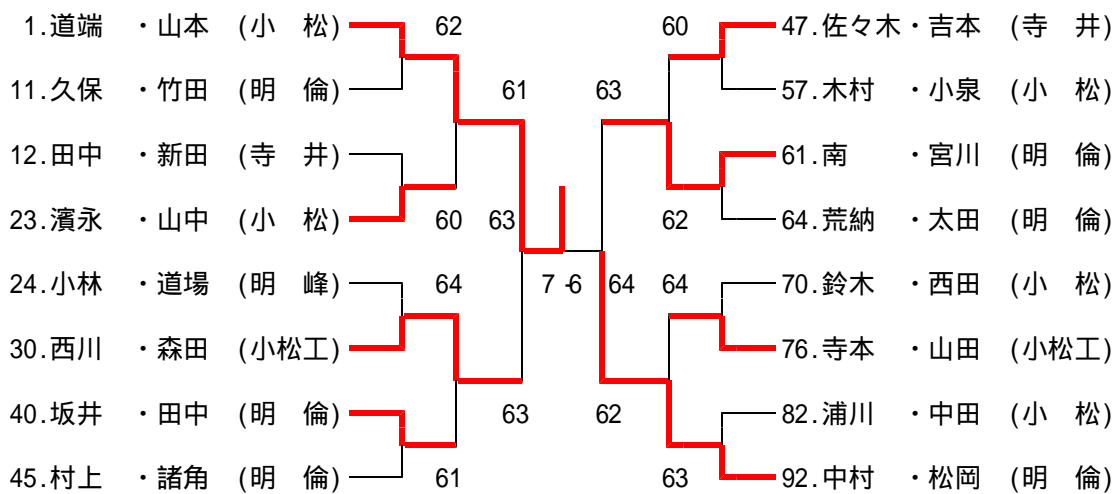 1.道端 ・山本 (小 松) 62 60 47.佐々木・吉本 (寺 井)
11.久保 ・竹田 (明 倫) 61 63 57.木村 ・小泉 (小 松)
12.田中 ・新田 (寺 井) 61.南 ・宮川 (明 倫)
23.濱永 ・山中 (小 松) 60 63 62 64.荒納 ・太田 (明 倫)
24.小林 ・道場 (明 峰) 64 7-6 64 64 70.鈴木 ・西田 (小 松)
30.西川 ・森田 (小松工) 76.寺本 ・山田 (小松工)
40.坂井 ・田中 (明 倫) 63 62 82.浦川 ・中田 (小 松)
45.村上 ・諸角 (明 倫) 61 63 92.中村 ・松岡 (明 倫)